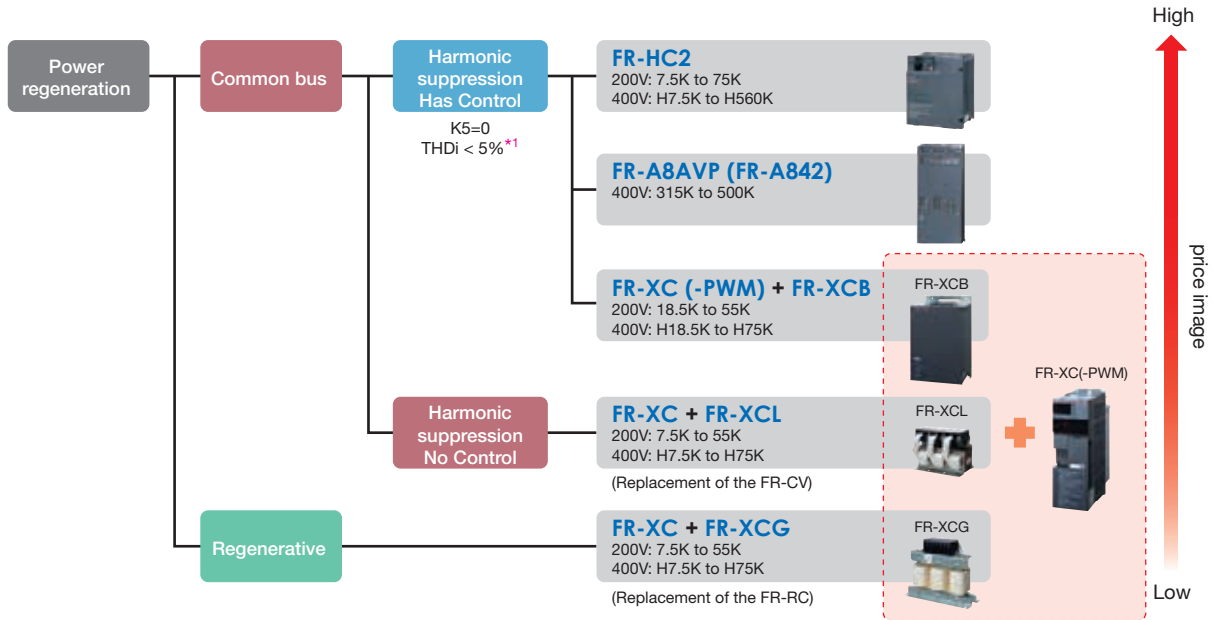 High
Power
regeneration
Common bus
Harmonic
suppression
Has Control
K5=0
THDi < 5%*1
FR-HC2
200V: 7.5K to 75K
400V: H7.5K to H560K
FR-A8AVP (FR-A842)
400V: 315K to 500K
FR-XC (-PWM) + FR-XCB
200V: 18.5K to 55K
400V: H18.5K to H75K
FR-XCB
price image
FR-XC(-PWM)
Harmonic
suppression
No Control
FR-XC + FR-XCL
200V: 7.5K to 55K
400V: H7.5K to H75K
(Replacement of the FR-CV)
FR-XCL
Regenerative
FR-XC + FR-XCG
200V: 7.5K to 55K
400V: H7.5K to H75K
(Replacement of the FR-RC)
FR-XCG
Low